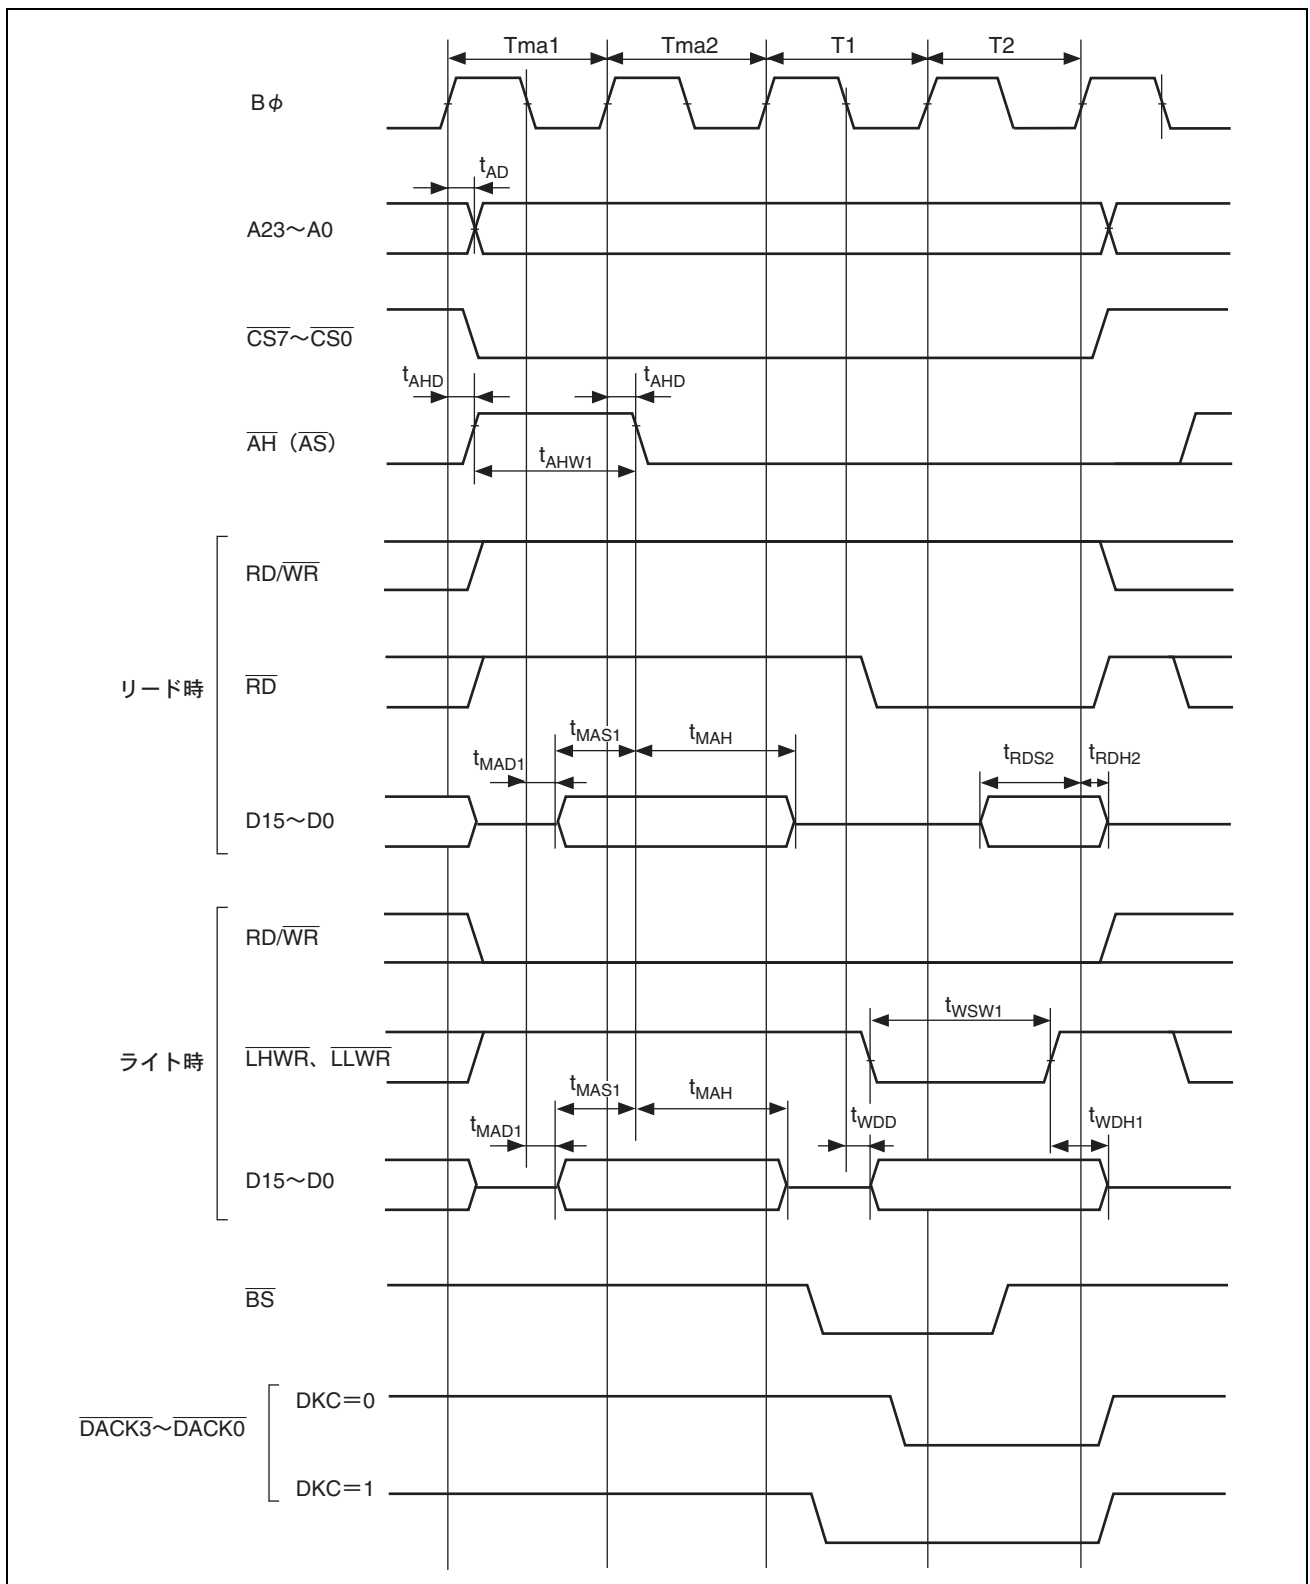 Tma1 Tma2 T1 T2
Bφ
tAD
A23～A0
CS7～CS0
tAHD tAHD
AH（AS）
tAHW1
RD/WR
リード時
RD
tMAS1 tMAH
tMAD1 tRDS2 tRDH2
D15～D0
RD/WR
tWSW1
ライト時
LHWR、LLWR
tMAS1 tMAH
tMAD1 tWDD tWDH1
D15～D0
BS
DKC＝0
DACK3～DACK0
DKC＝1